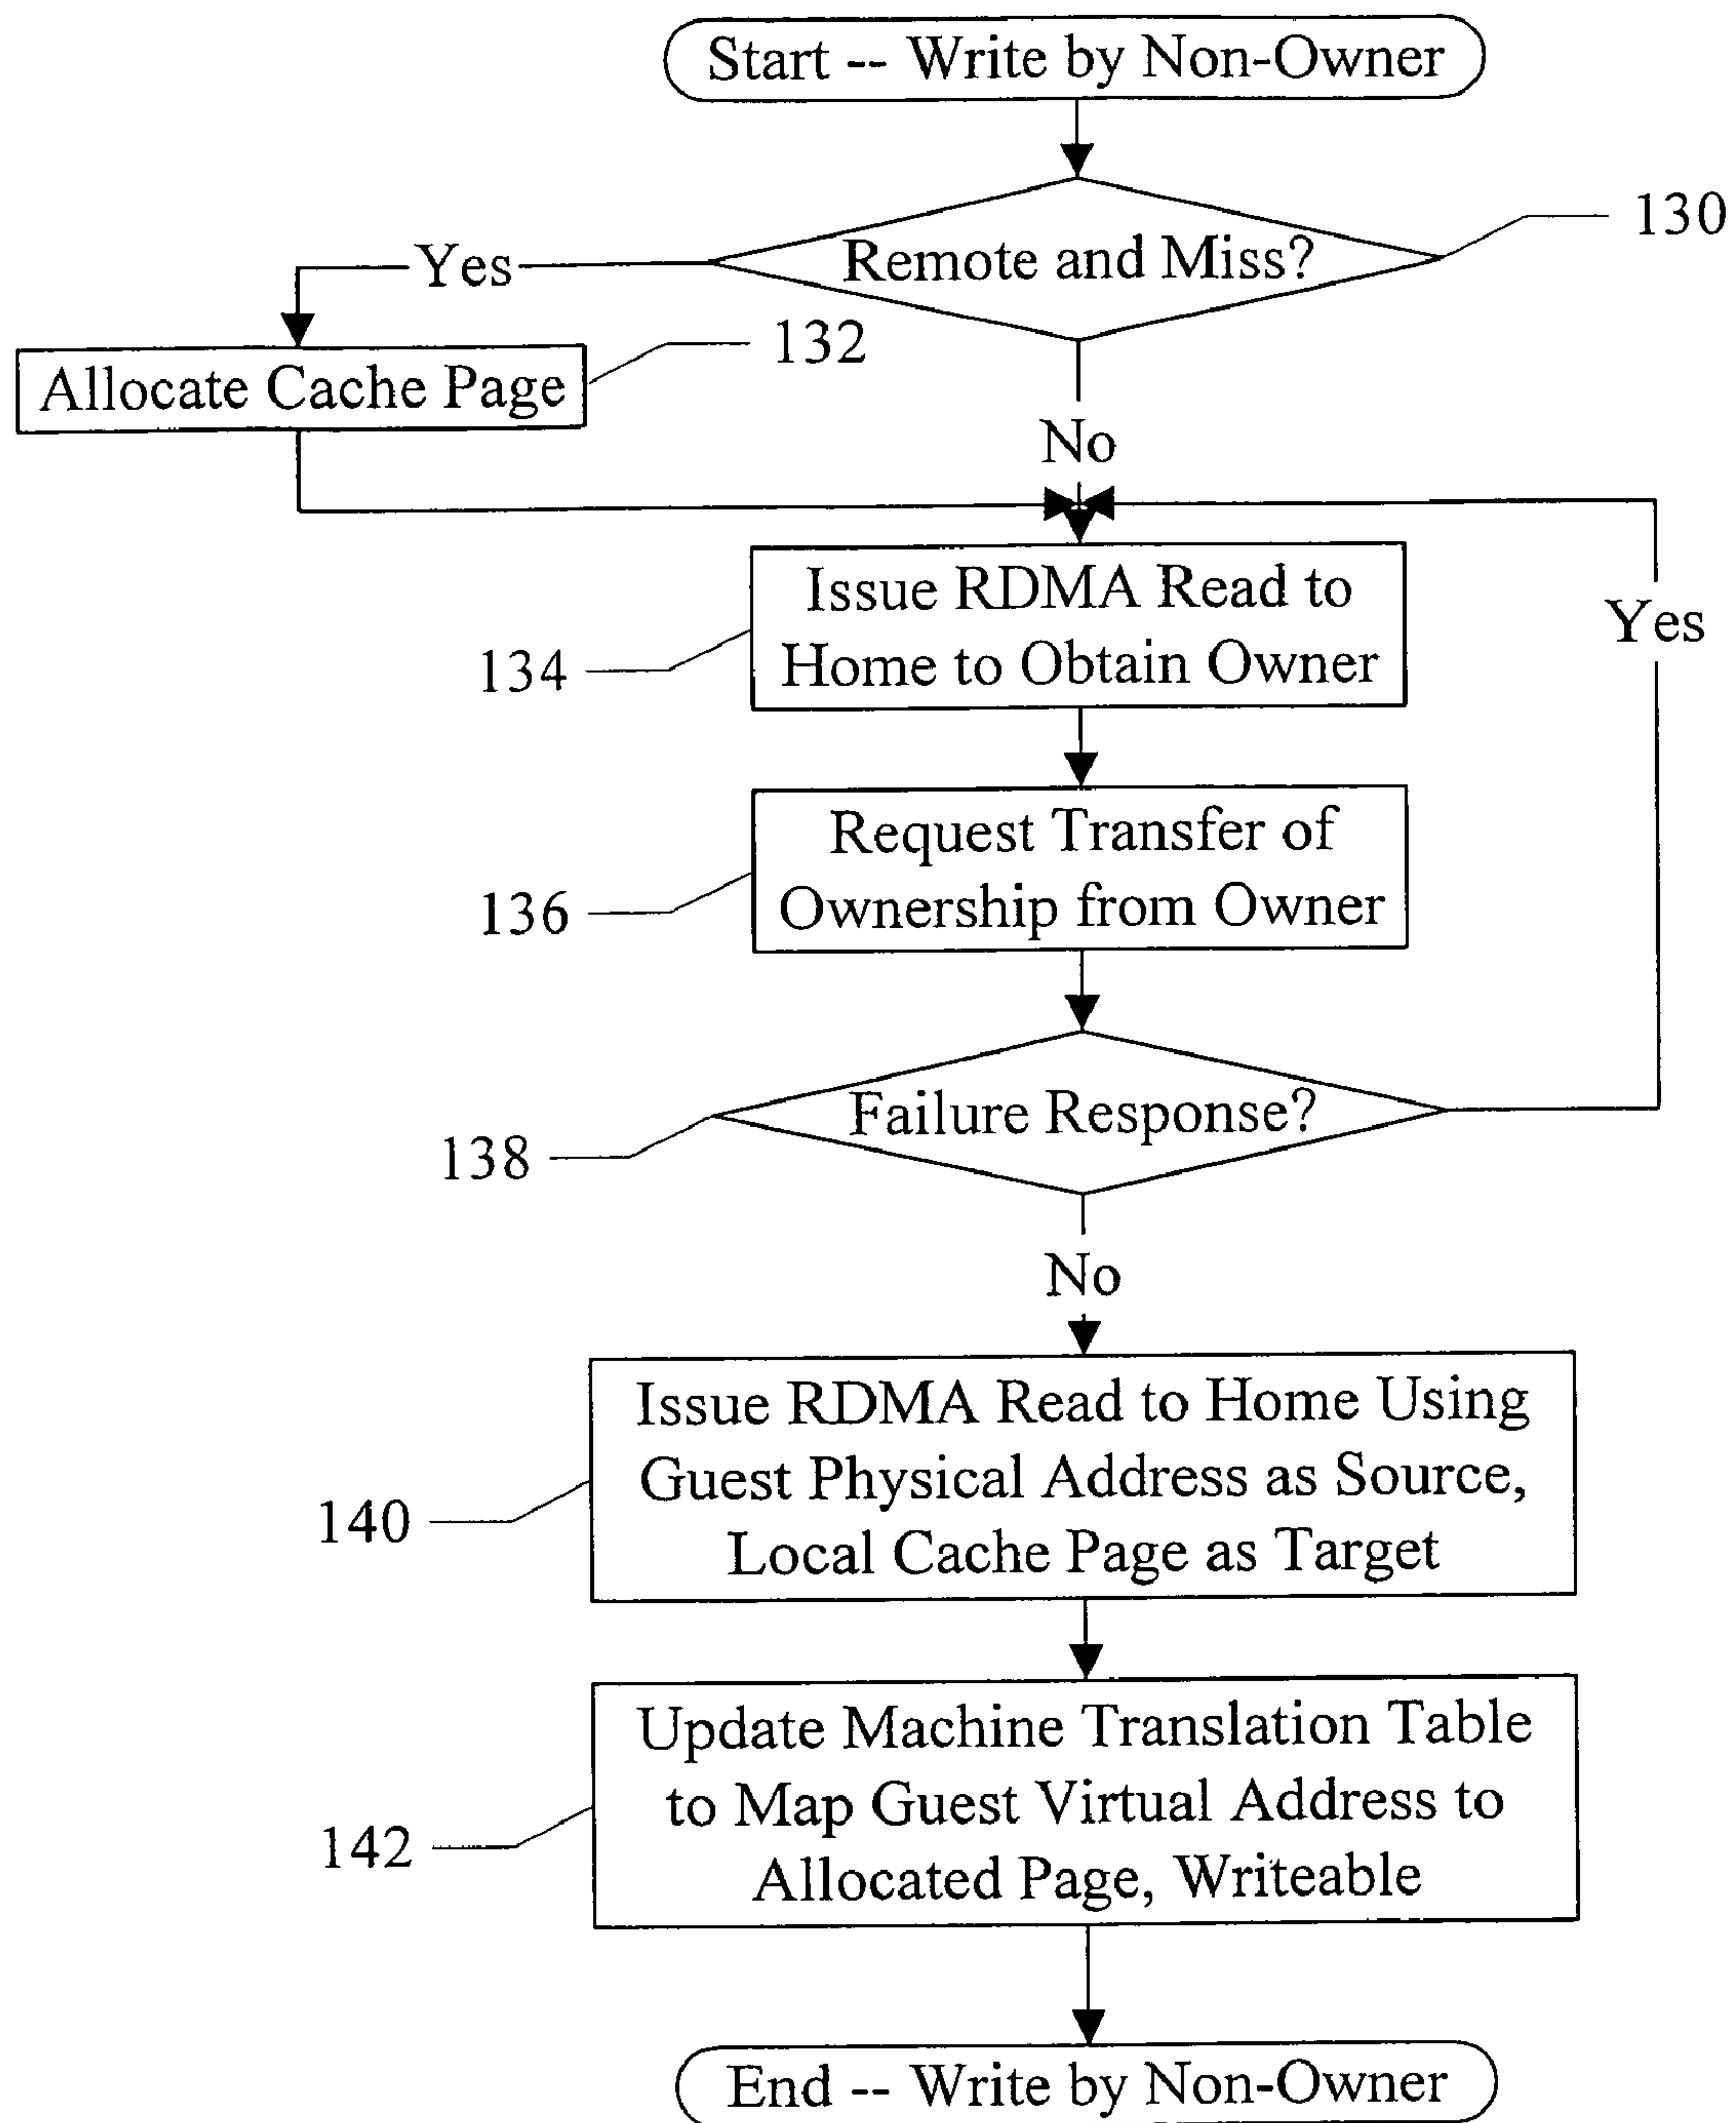 Start -- Write by Non-Owner
130
Remote and Miss?
Yes
132
Allocate Cache Page
No
Issue RDMA Read to
Home to Obtain Owner
Yes
134
Request Transfer of
Ownership from Owner
136
Failure Response?
138
No
Issue RDMA Read to Home Using
Guest Physical Address as Source,
Local Cache Page as Target
140
Update Machine Translation Table
to Map Guest Virtual Address to
Allocated Page, Writeable
142
End -- Write by Non-Owner